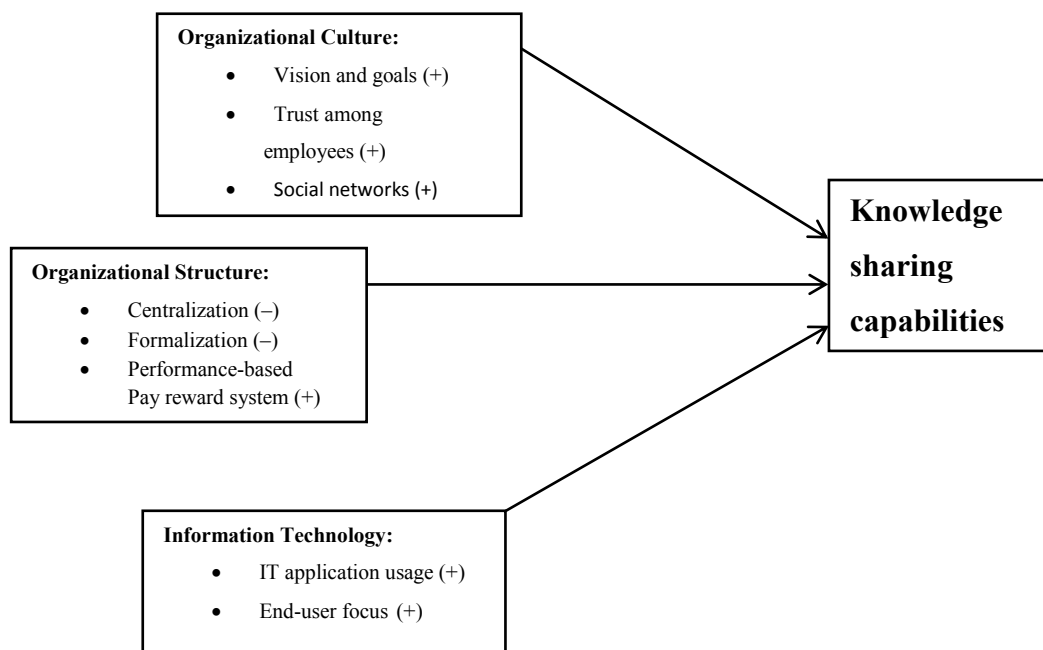 Organizational Culture:
• Vision and goals (+)
• Trust among
employees (+)
• Social networks (+)
Organizational Structure:
• Centralization (–)
• Formalization (–)
• Performance-based
Pay reward system (+)
Information Technology:
• IT application usage (+)
• End-user focus (+)
Knowledge
sharing
capabilities